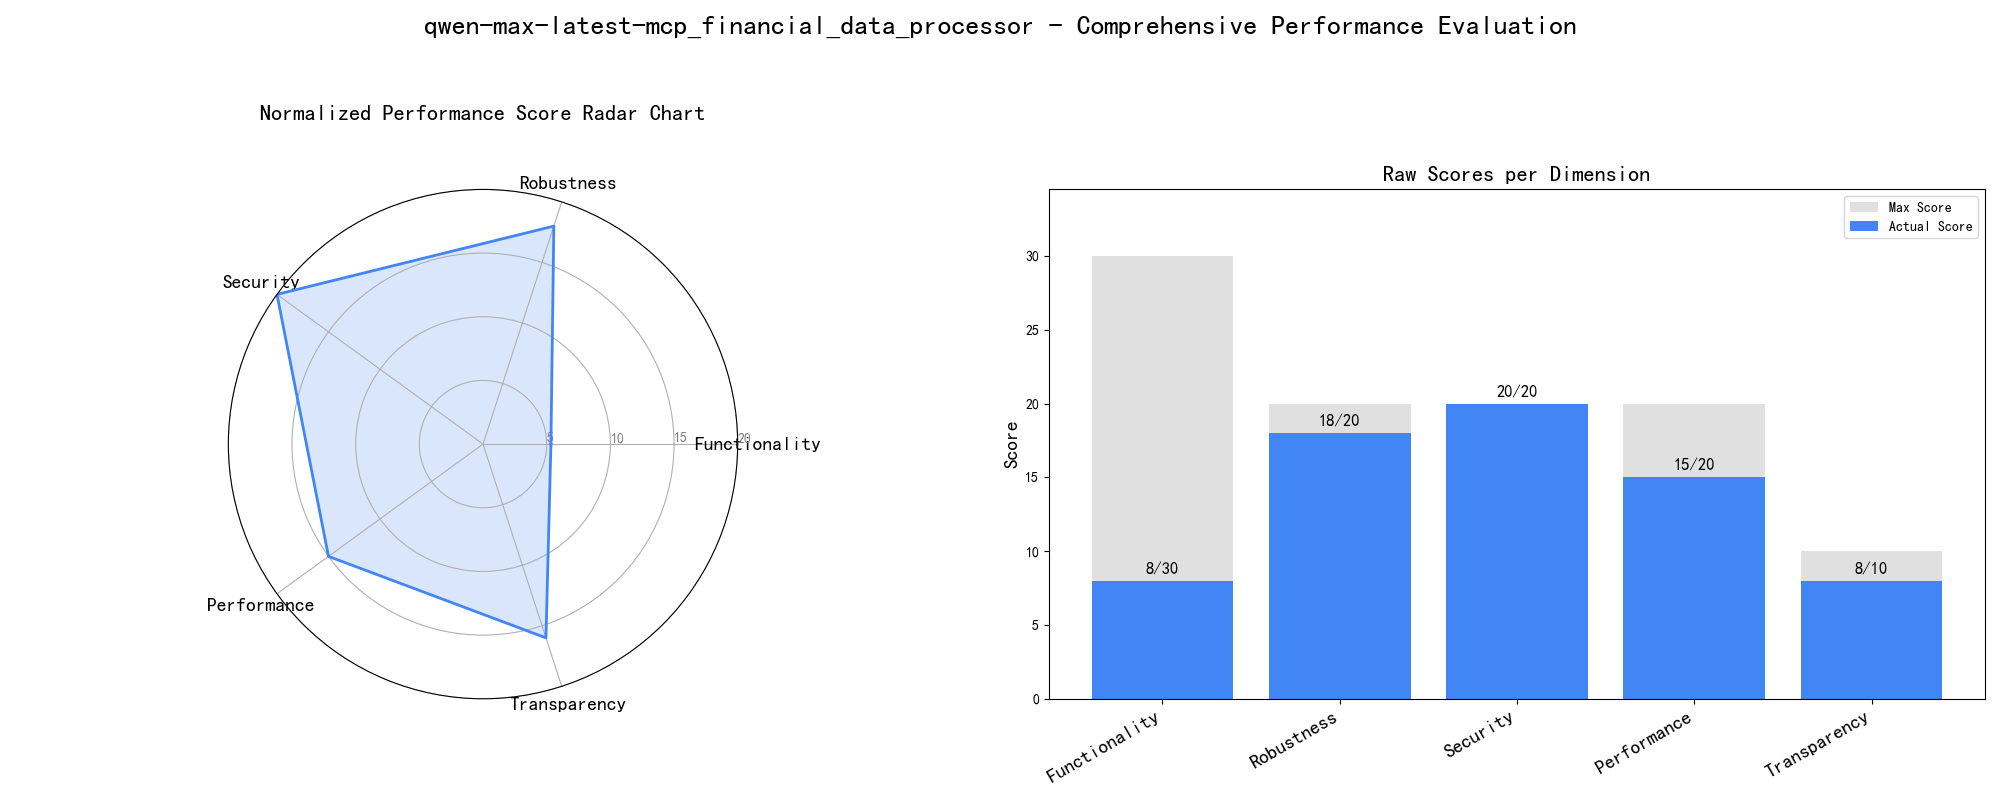 qwen-max-latest-mcp_financial_data_processor - Comprehensive Performance Evaluation
Normalized Performance Score Radar Chart
Robustness
Security
Functionality
5
10
15
20
Performance
Transparency
Raw Scores per Dimension
Max Score
Actual Score
Score
30
25
20
15
10
5
0
8/30
18/20
20/20
15/20
8/10
Functionality
Robustness
Security
Performance
Transparency